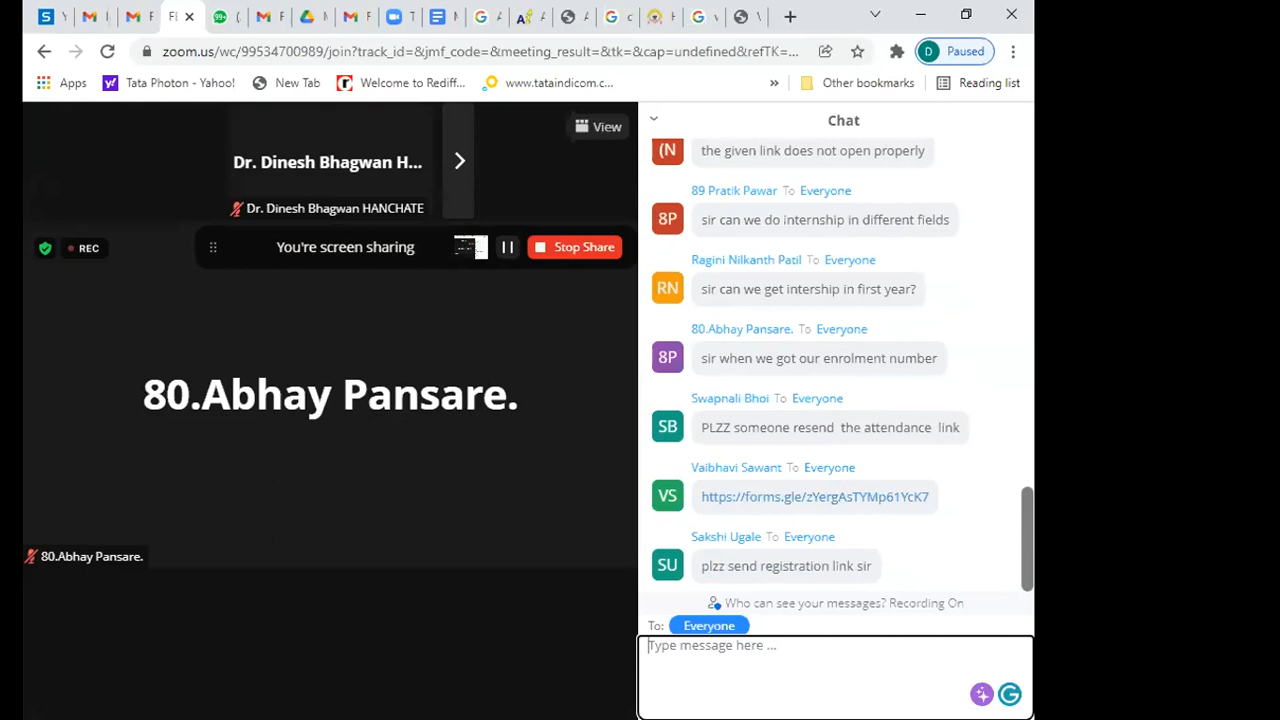 S Y
M I
M F
Fl
99+ (
M F
M
M F
Z
N
G A
A
A
G c
G v
Y
zoom.us/wc/99534700989/join?track_id=&jmf_code=&meeting_result=&tk=&cap=undefined&refTK=...
D Paused
Apps
Tata Photon - Yahoo!
New Tab
Welcome to Rediff...
www.tataindicom.c...
»
Other bookmarks
Reading list
View
Dr. Dinesh Bhagwan H...
Dr. Dinesh Bhagwan HANCHATE
REC
You're screen sharing
Stop Share
80.Abhay Pansare.
80.Abhay Pansare.
Chat
(N the given link does not open properly
89 Pratik Pawar To Everyone
8P sir can we do internship in different fields
Ragini Nilkanth Patil To Everyone
RN sir can we get intership in first year?
80.Abhay Pansare. To Everyone
8P sir when we got our enrolment number
Swapnali Bhoi To Everyone
SB PLZZ someone resend the attendance link
Vaibhavi Sawant To Everyone
VS https://forms.gle/zYergAsTYMp61YcK7
Sakshi Ugale To Everyone
SU plzz send registration link sir
Who can see your messages? Recording On
To: Everyone
Type message here ...